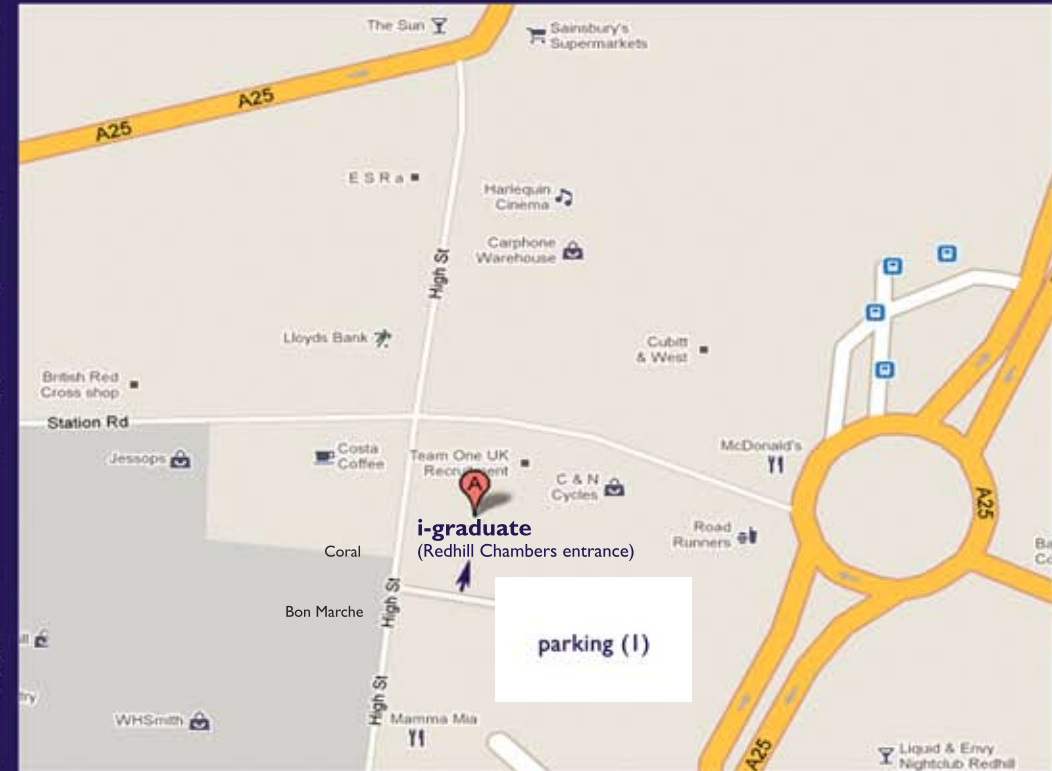 The Sun
Sainsbury's
Supermarkets
A25
A25
E S R a
Harlequin
Cinema
Carphone
Warehouse
High St
Lloyds Bank
Cubitt
& West
British Red
Cross shop
Station Rd
Jessops
Costa
Coffee
Team One UK
Recruitment
McDonald's
A
C & N
Cycles
A25
i-graduate
(Redhill Chambers entrance)
Road
Runners
Coral
High St
Bon Marche
parking (1)
High St
WHSmith
Mamma Mia
A25
Liquid & Envy
Nightclub Redhill